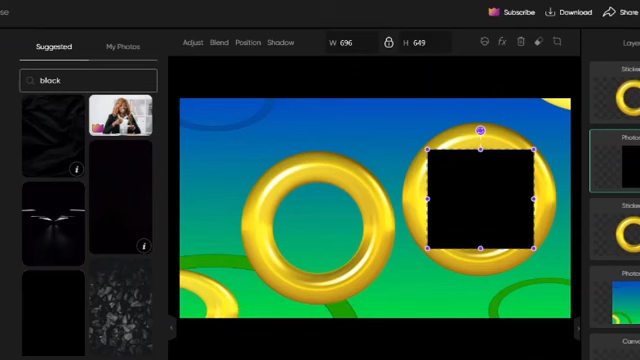 se
Subscribe
Download
Share
Suggested
My Photos
Adjust
Blend
Position
Shadow
W 696
H 649
fx
Laye
black
Sticke
Photo
Sticke
Photo
Canv
i
i